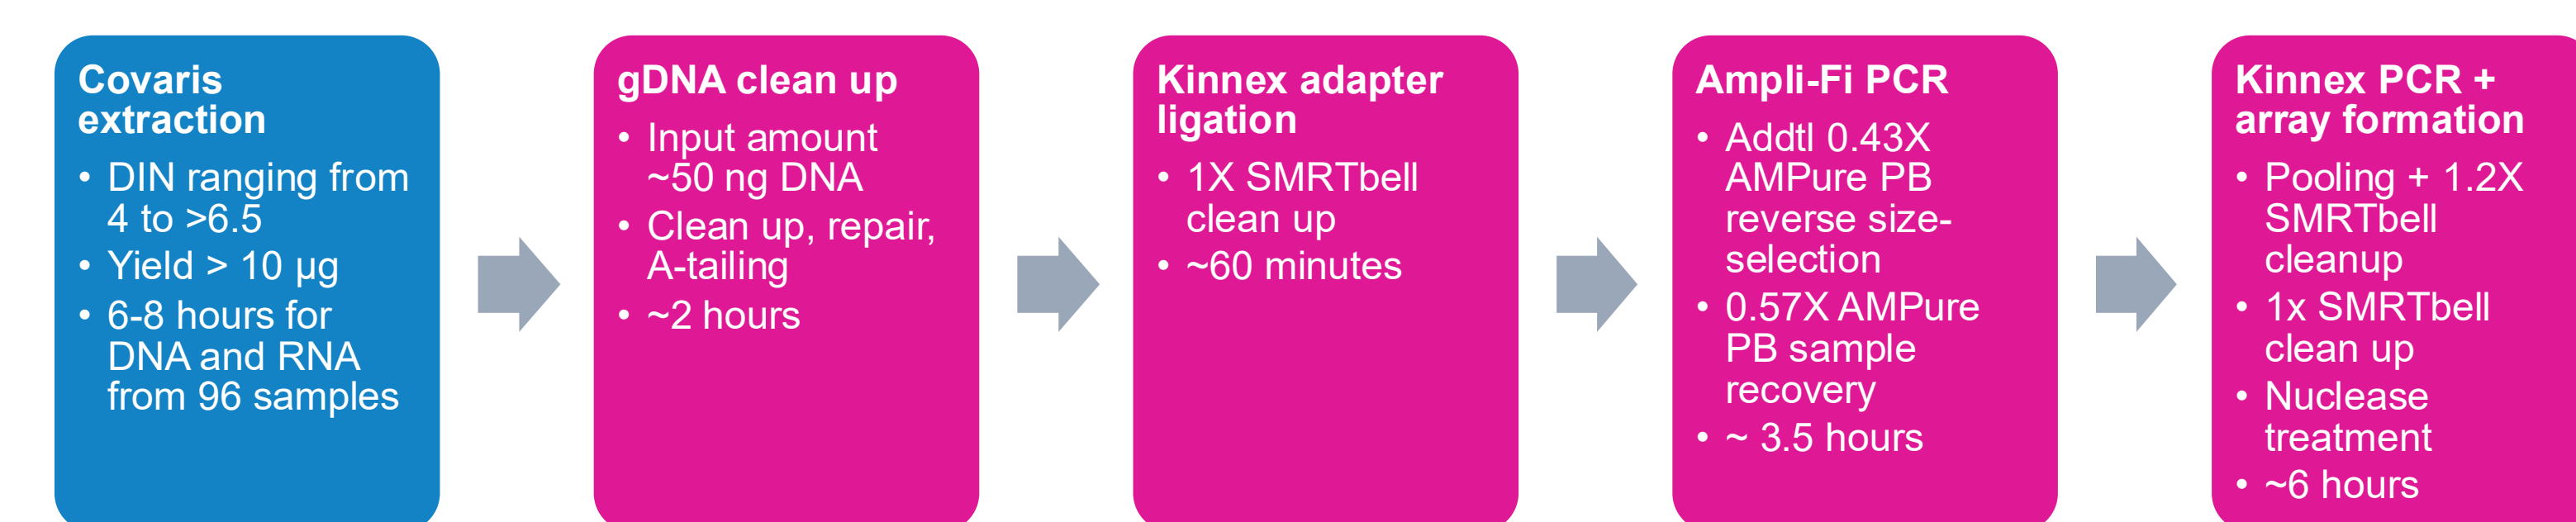 Covaris
extraction
• DIN ranging from
4 to >6.5
• Yield > 10 µg
• 6-8 hours for
DNA and RNA
from 96 samples
gDNA clean up
• Input amount
~50 ng DNA
• Clean up, repair,
A-tailing
• ~2 hours
Kinnex adapter
ligation
• 1X SMRTbell
clean up
• ~60 minutes
Ampli-Fi PCR
• Addtl 0.43X
AMPure PB
reverse size-
selection
• 0.57X AMPure
PB sample
recovery
• ~ 3.5 hours
Kinnex PCR +
array formation
• Pooling + 1.2X
SMRTbell
cleanup
• 1x SMRTbell
clean up
• Nuclease
treatment
• ~6 hours